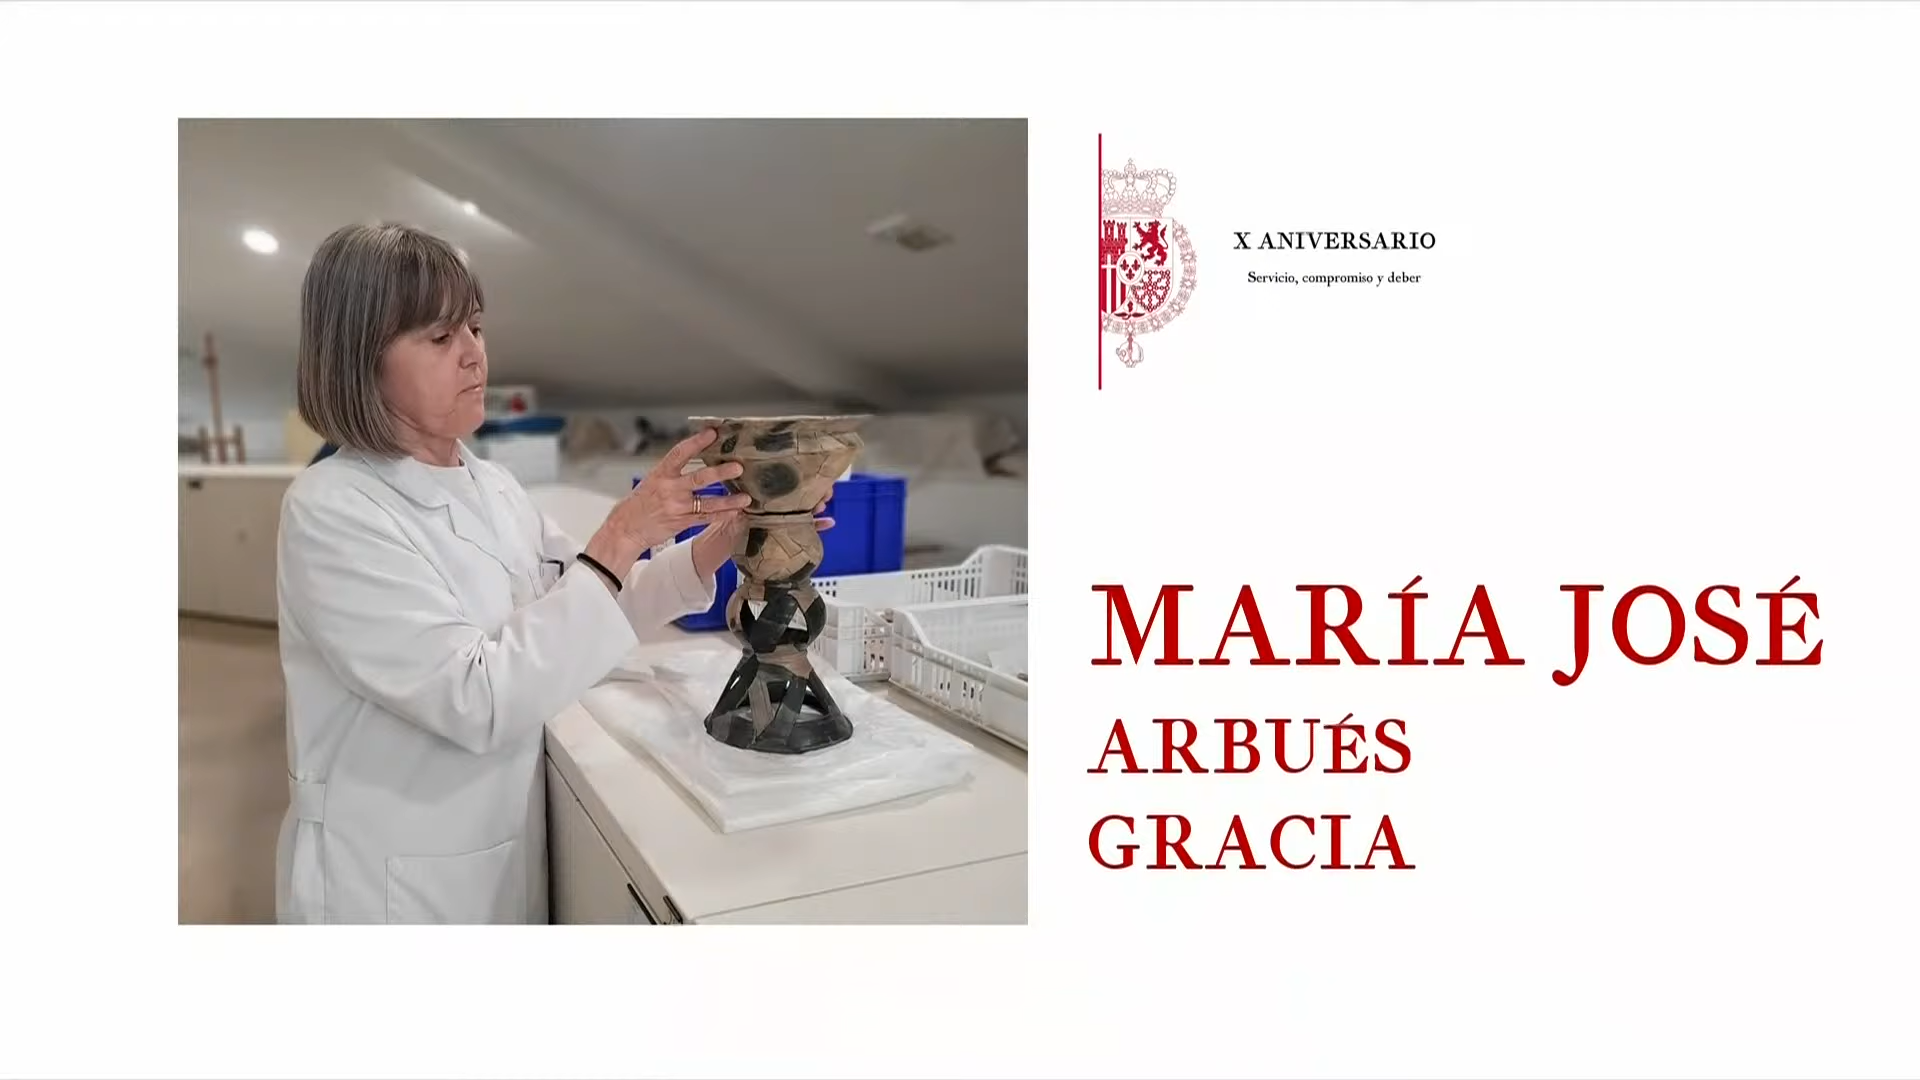 X ANIVERSARIO
Servicio, compromiso y deber
MARÍA JOSÉ
ARBUÉS
GRACIA